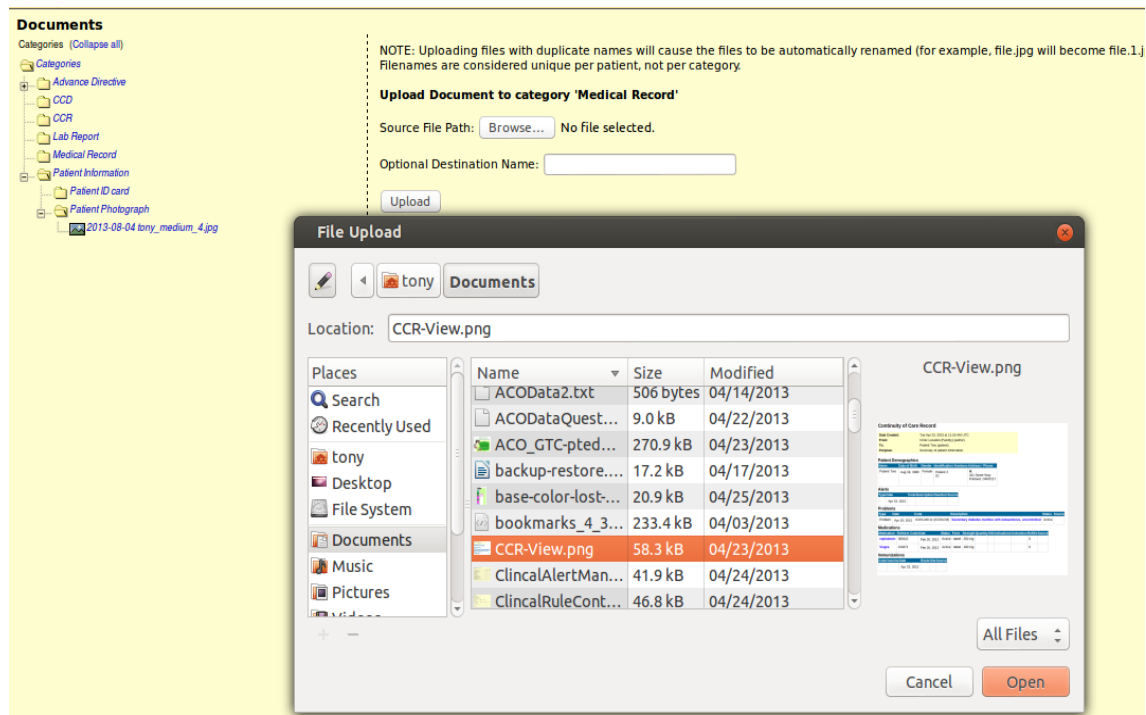 Documents
Categories (Collapse all)
Categories
Advance Directive
CCD
CCR
Lab Report
Medical Record
Patient Information
Patient ID card
Patient Photograph
2013-08-04 tony_medium_4.jpg
NOTE: Uploading files with duplicate names will cause the files to be automatically renamed (for example, file.jpg will become file.1.j
Filenames are considered unique per patient, not per category.
Upload Document to category 'Medical Record'
Source File Path: Browse... No file selected.
Optional Destination Name:
Upload
File Upload
tony Documents
Location: CCR-View.png
Places
Search
Recently Used
tony
Desktop
File System
Documents
Music
Pictures
Videos
Name Size Modified
ACOData2.txt 506 bytes 04/14/2013
ACODataQuest... 9.0 kB 04/22/2013
ACO_GTC-pted... 270.9 kB 04/23/2013
backup-restore.... 17.2 kB 04/17/2013
base-color-lost-... 20.9 kB 04/25/2013
bookmarks_4_3... 233.4 kB 04/03/2013
CCR-View.png 58.3 kB 04/23/2013
ClincalAlertMan... 41.9 kB 04/24/2013
ClincalRuleCont... 46.8 kB 04/24/2013
CCR-View.png
Continuity of Care Record
Patient Demographics
Alerts
Problems
Medications
Immunizations
All Files
Cancel Open